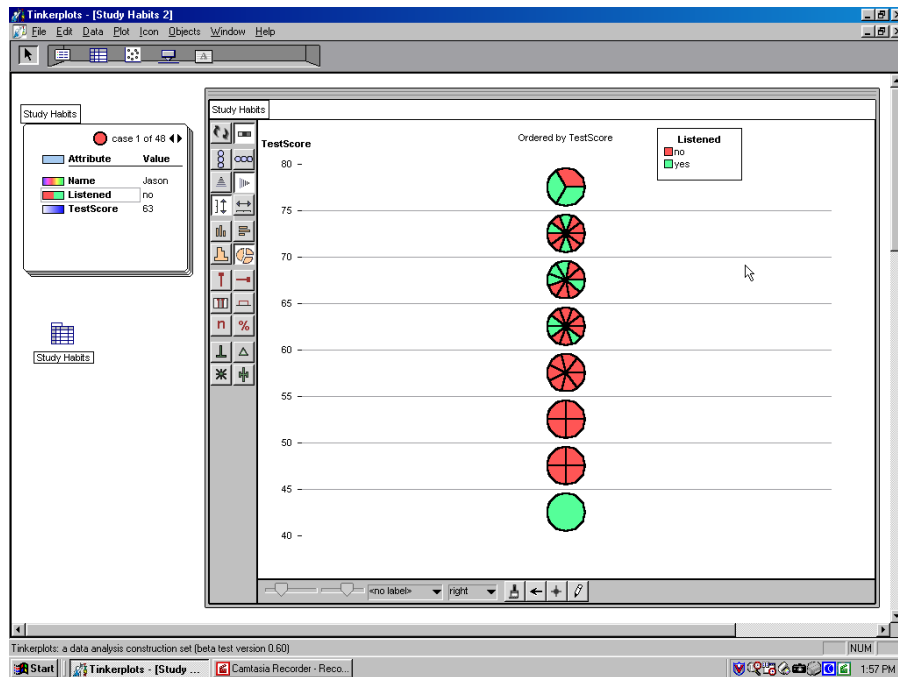 Tinkerplots - [Study Habits 2]
File Edit Data Plot Icon Objects Window Help
A
Study Habits
case 1 of 48
Attribute Value
Name Jason
Listened no
TestScore 63
Study Habits
Study Habits
n %
TestScore
Ordered by TestScore
Listened
no
yes
80
75
70
65
60
55
50
45
40
<no label> right
Tinkerplots: a data analysis construction set (beta test version 0.60)
NUM
Start Tinkerplots - [Study ... Camtasia Recorder - Reco... 1:57 PM